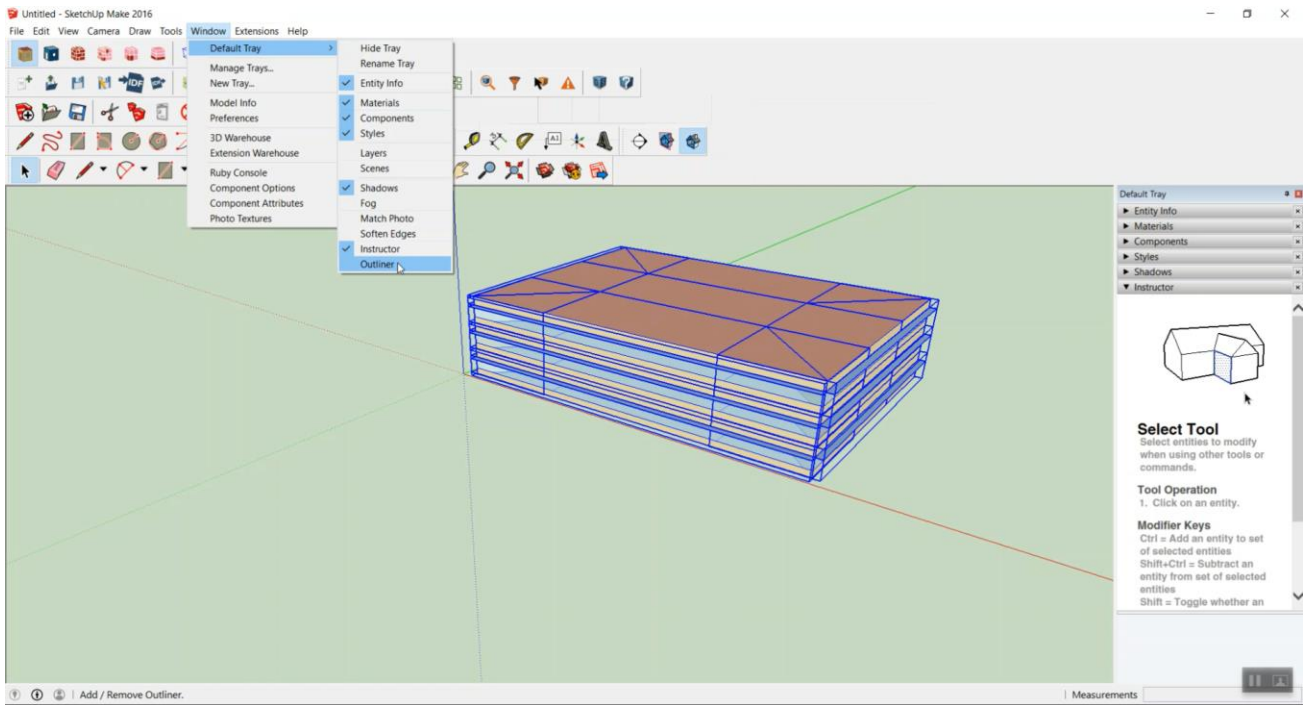 Untitled - SketchUp Make 2016
File Edit View Camera Draw Tools Window Extensions Help
Default Tray
Manage Trays...
New Tray...
Model Info
Preferences
3D Warehouse
Extension Warehouse
Ruby Console
Component Options
Component Attributes
Photo Textures
Hide Tray
Rename Tray
Entity Info
Materials
Components
Styles
Layers
Scenes
Shadows
Fog
Match Photo
Soften Edges
Instructor
Outliner
IDF
A1
Default Tray
Entity Info
Materials
Components
Styles
Shadows
Instructor
Select Tool
Select entities to modify
when using other tools or
commands.
Tool Operation
1. Click on an entity.
Modifier Keys
Ctrl = Add an entity to set
of selected entities
Shift+Ctrl = Subtract an
entity from set of selected
entities
Shift = Toggle whether an
Add / Remove Outliner.
Measurements